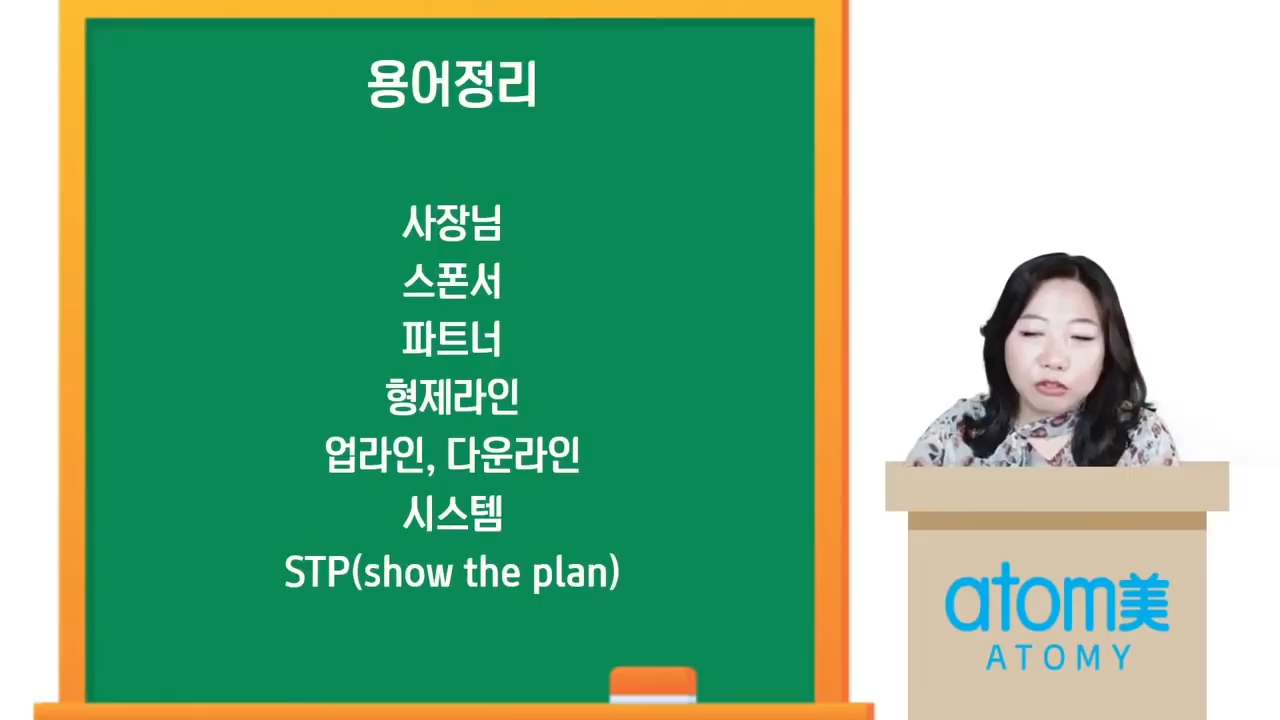 용어정리
사장님
스폰서
파트너
형제라인
업라인, 다운라인
시스템
STP(show the plan)
atom美
ATOMY